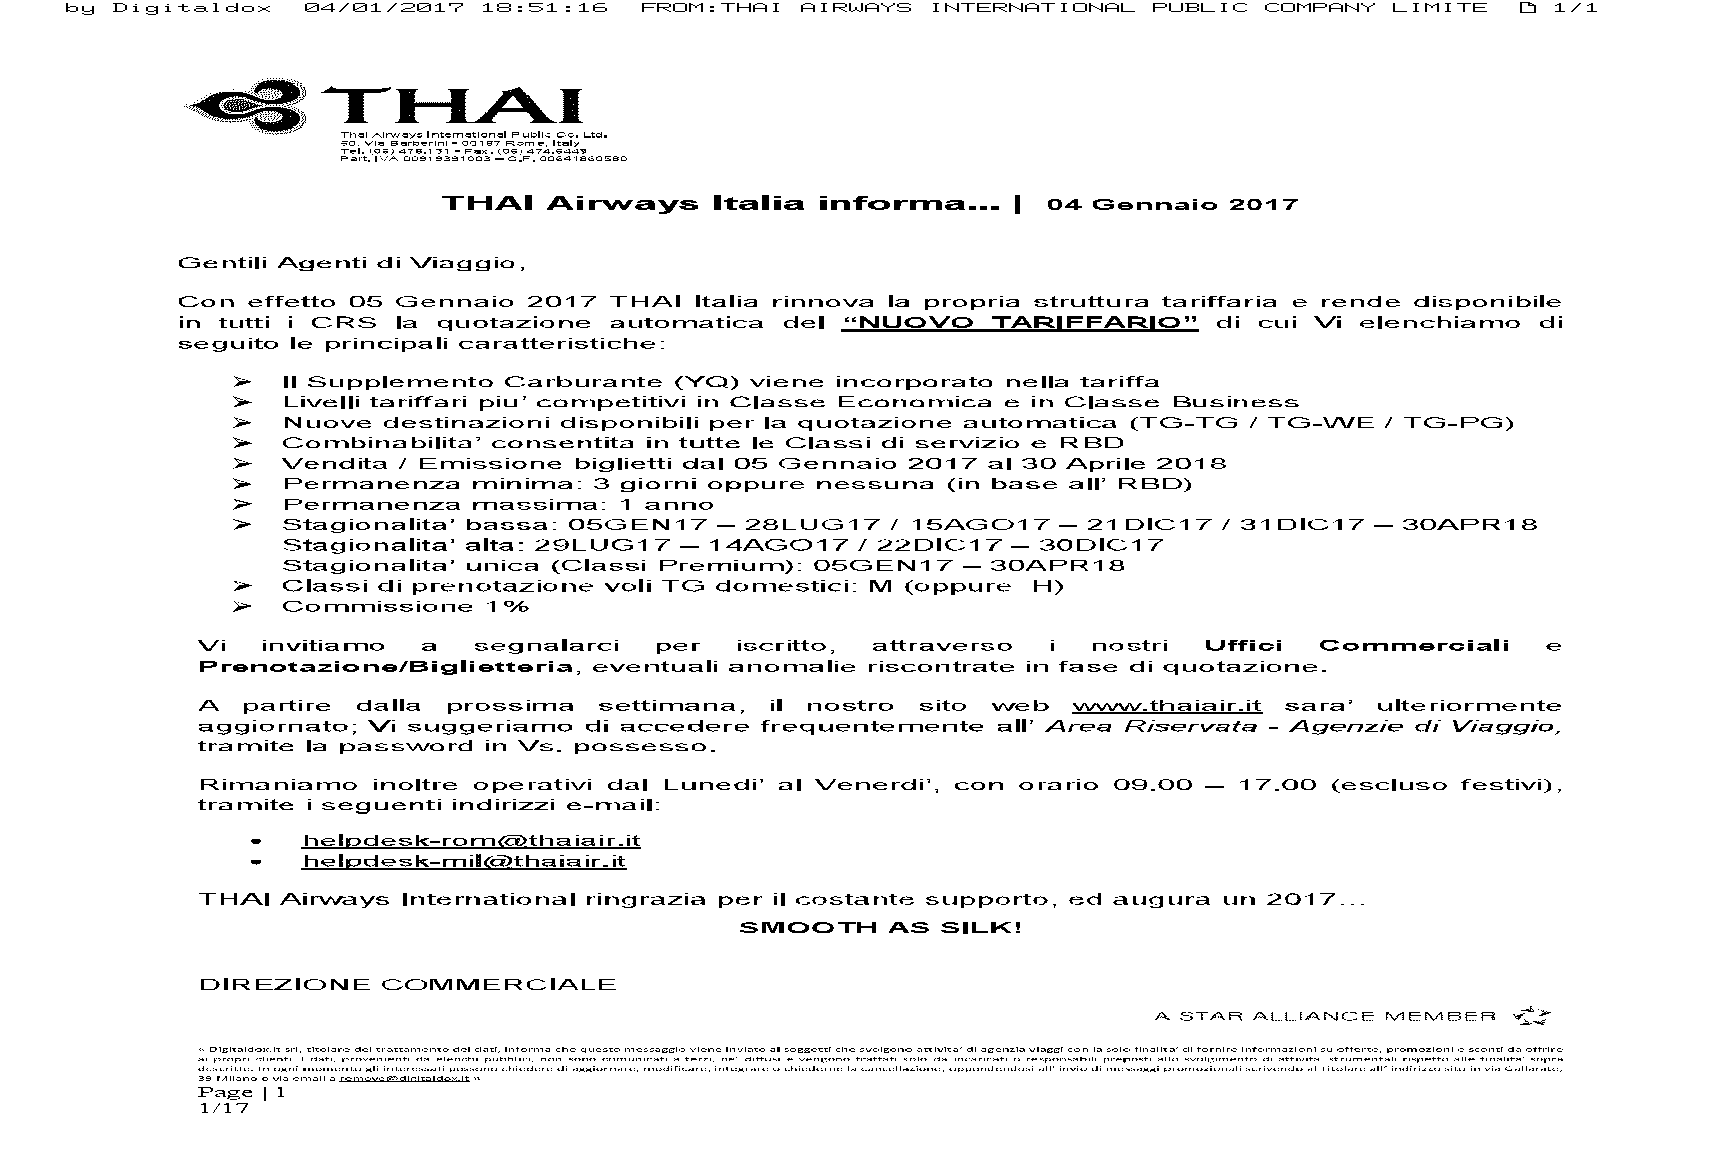 by Digitaldox 04/01/2017 18:51:16 FROM:THAI AIRWAYS INTERNATIONAL PUBLIC COMPANY LIMITE 1/1
THAI
Thai Airways International Public Co. Ltd.
50, Via Barberini - 00187 Rome, Italy
Tel. (06) 478.131 - Fax. (06) 474.6449
Part. IVA 00919391003 – C.F. 00641860580
THAI Airways Italia informa... | 04 Gennaio 2017
Gentili Agenti di Viaggio,
Con effetto 05 Gennaio 2017 THAI Italia rinnova la propria struttura tariffaria e rende disponibile
in tutti i CRS la quotazione automatica del “NUOVO TARIFFARIO” di cui Vi elenchiamo di
seguito le principali caratteristiche:
➢ Il Supplemento Carburante (YQ) viene incorporato nella tariffa
➢ Livelli tariffari piu’ competitivi in Classe Economica e in Classe Business
➢ Nuove destinazioni disponibili per la quotazione automatica (TG-TG / TG-WE / TG-PG)
➢ Combinabilita’ consentita in tutte le Classi di servizio e RBD
➢ Vendita / Emissione biglietti dal 05 Gennaio 2017 al 30 Aprile 2018
➢ Permanenza minima: 3 giorni oppure nessuna (in base all’ RBD)
➢ Permanenza massima: 1 anno
➢ Stagionalita’ bassa: 05GEN17 – 28LUG17 / 15AGO17 – 21DIC17 / 31DIC17 – 30APR18
Stagionalita’ alta: 29LUG17 – 14AGO17 / 22DIC17 – 30DIC17
Stagionalita’ unica (Classi Premium): 05GEN17 – 30APR18
➢ Classi di prenotazione voli TG domestici: M (oppure H)
➢ Commissione 1%
Vi invitiamo a segnalarci per iscritto, attraverso i nostri Uffici Commerciali e
Prenotazione/Biglietteria, eventuali anomalie riscontrate in fase di quotazione.
A partire dalla prossima settimana, il nostro sito web www.thaiair.it sara’ ulteriormente
aggiornato; Vi suggeriamo di accedere frequentemente all’ Area Riservata - Agenzie di Viaggio,
tramite la password in Vs. possesso.
Rimaniamo inoltre operativi dal Lunedi’ al Venerdi’, con orario 09.00 – 17.00 (escluso festivi),
tramite i seguenti indirizzi e-mail:
• helpdesk-rom@thaiair.it
• helpdesk-mil@thaiair.it
THAI Airways International ringrazia per il costante supporto, ed augura un 2017...
SMOOTH AS SILK!
DIREZIONE COMMERCIALE
A STAR ALLIANCE MEMBER
« Digitaldox.it srl, titolare del trattamento dei dati, informa che questo messaggio viene inviato ai soggetti che svolgono attivita’ di agenzia viaggi con la sola finalita’ di fornire informazioni su offerte, promozioni e sconti da offrire
ai propri clienti. I dati, provenienti da elenchi pubblici, non sono comunicati a terzi, ne’ diffusi e vengono trattati solo da incaricati o responsabili preposti allo svolgimento di attivita’ strumentali rispetto alle finalita’ sopra
descritte. In ogni momento gli interessati possono chiedere di aggiornare, modificare, integrare o chiederne la cancellazione, opponendosi all’ invio di messaggi promozionali scrivendo al Titolare all’ indirizzo sito in via Gallarate,
39 Milano o via email a remove@digitaldox.it »
Page | 1
1/17